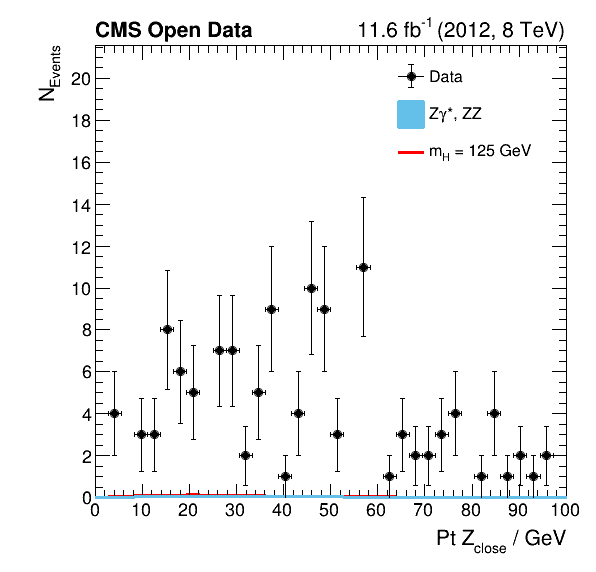 CMS Open Data 11.6 fb⁻¹ (2012, 8 TeV)
N_Events
Data
Zγ*, ZZ
m_H = 125 GeV
20
18
16
14
12
10
8
6
4
2
0
0 10 20 30 40 50 60 70 80 90 100
Pt Z_close / GeV